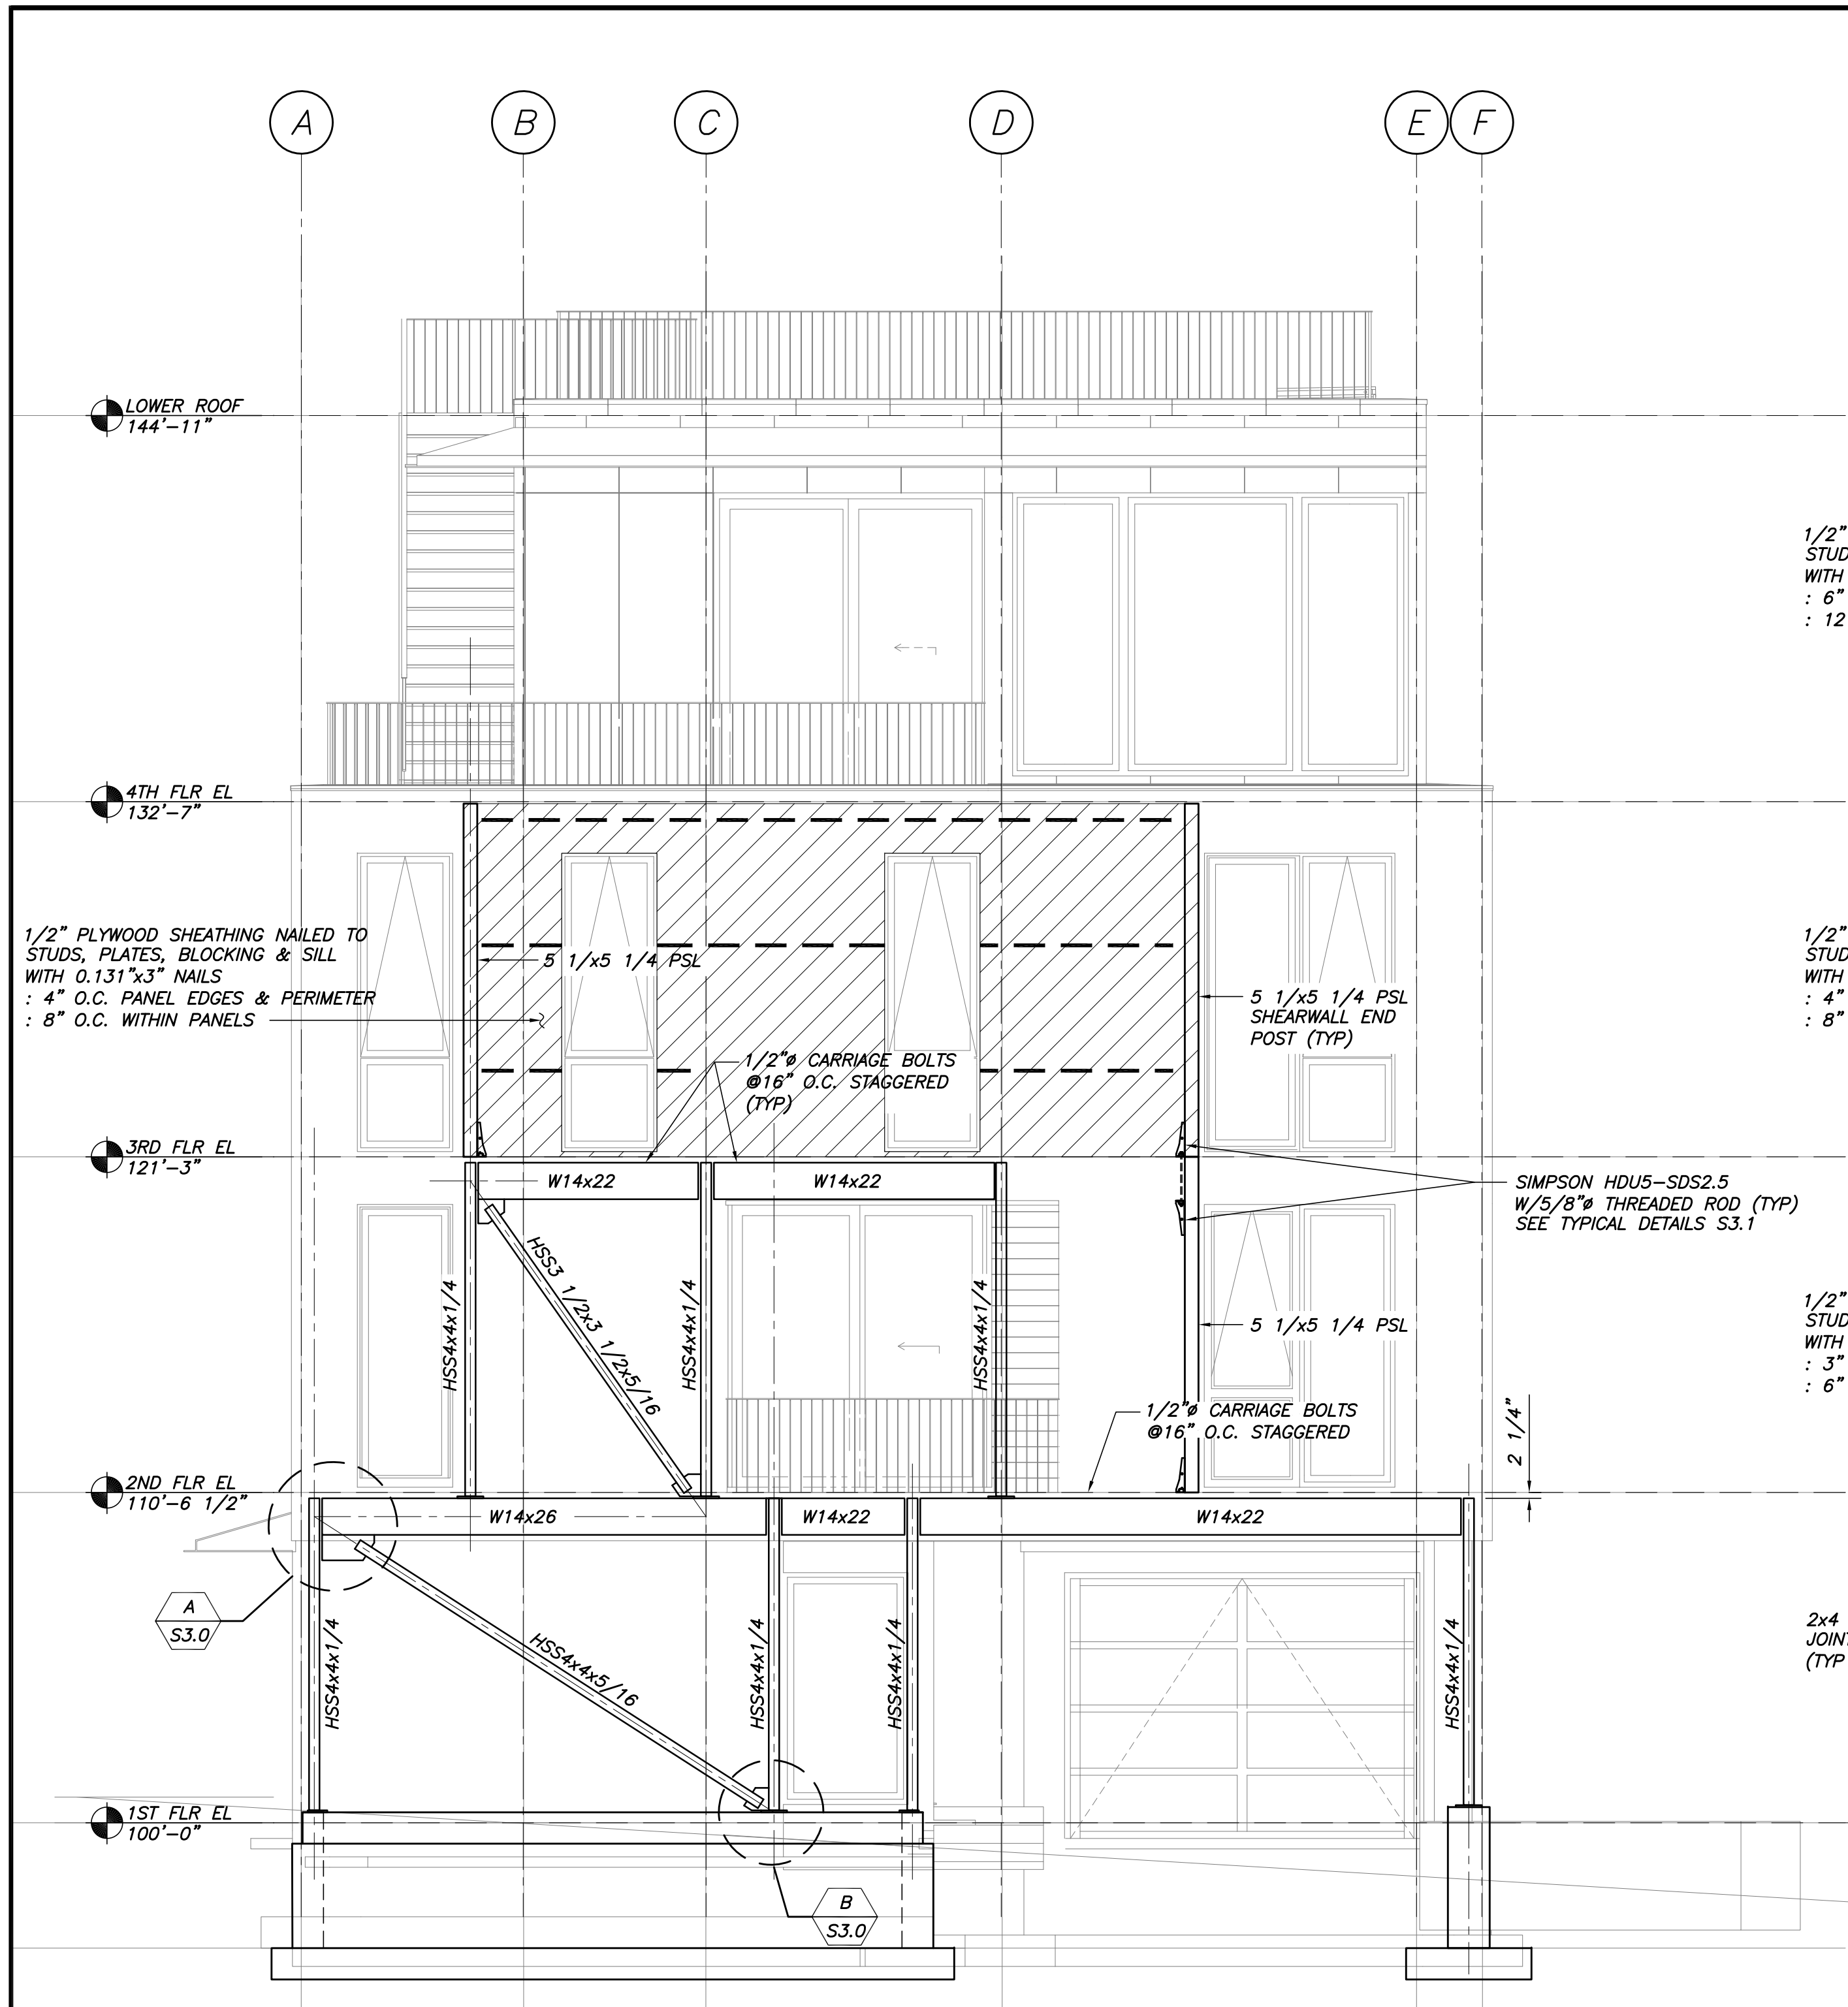 A
B
C
D
E
F
LOWER ROOF
144'-11"
1/2"
STUD
WITH
: 6"
: 12
4TH FLR EL
132'-7"
1/2" PLYWOOD SHEATHING NAILED TO
STUDS, PLATES, BLOCKING & SILL
WITH 0.131"x3" NAILS
: 4" O.C. PANEL EDGES & PERIMETER
: 8" O.C. WITHIN PANELS
5 1/x5 1/4 PSL
5 1/x5 1/4 PSL
SHEARWALL END
POST (TYP)
1/2"
STUD
WITH
: 4"
: 8"
1/2"ø CARRIAGE BOLTS
@16" O.C. STAGGERED
(TYP)
3RD FLR EL
121'-3"
W14x22
W14x22
SIMPSON HDU5-SDS2.5
W/5/8"ø THREADED ROD (TYP)
SEE TYPICAL DETAILS S3.1
HSS4x4x1/4
HSS3 1/2x3 1/2x5/16
HSS4x4x1/4
HSS4x4x1/4
5 1/x5 1/4 PSL
1/2"
STUD
WITH
: 3"
: 6"
1/2"ø CARRIAGE BOLTS
@16" O.C. STAGGERED
2 1/4"
2ND FLR EL
110'-6 1/2"
W14x26
W14x22
W14x22
A
S3.0
HSS4x4x1/4
HSS4x4x5/16
HSS4x4x1/4
HSS4x4x1/4
HSS4x4x1/4
2x4
JOINT
(TYP
1ST FLR EL
100'-0"
B
S3.0